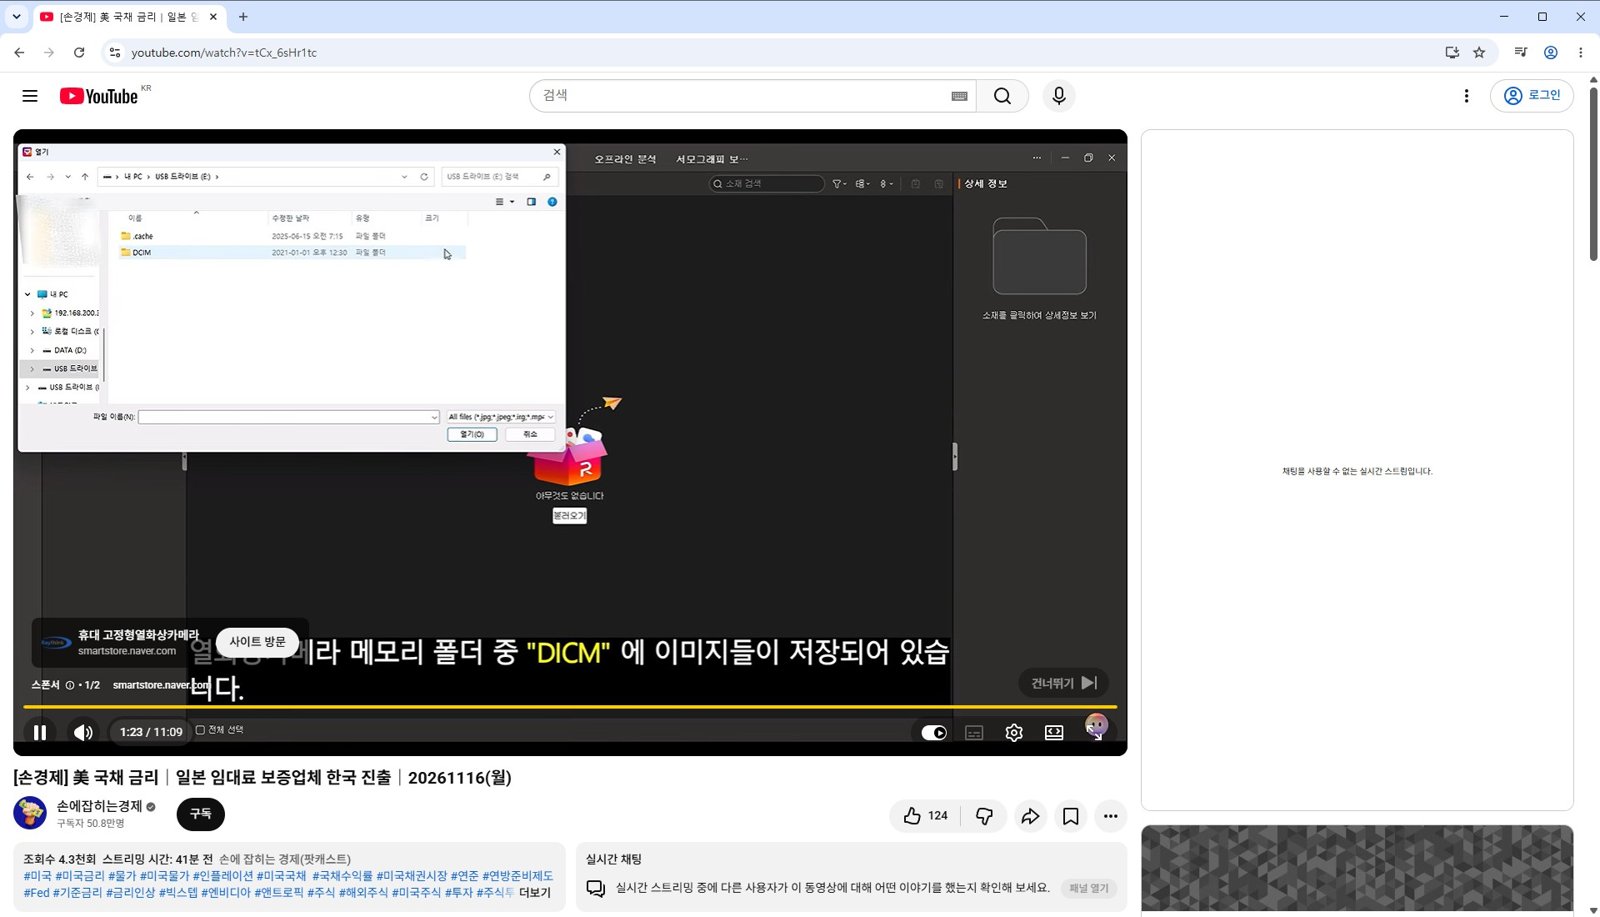 [손경제] 美 국채 금리 | 일본 임
youtube.com/watch?v=tCx_6sHr1tc
YouTube KR
검색
로그인
열기
오프라인 분석 서모그래피 보···
내 PC › USB 드라이브 (E:) ›
USB 드라이브 (E:) 검색
소재 검색
상세 정보
이름 수정한 날짜 유형 크기
.cache 2025-06-15 오전 7:15 파일 폴더
DCIM 2021-01-01 오후 12:30 파일 폴더
내 PC
192.168.200.3
로컬 디스크 (C
DATA (D:)
USB 드라이브
USB 드라이브 (
파일 이름(N):
All files (*.jpg;*.jpeg;*.irg;*.mp4
열기(O) 취소
소재를 클릭하여 상세정보 보기
R
아무것도 없습니다
불러오기
채팅을 사용할 수 없는 실시간 스트림입니다.
휴대 고정형열화상카메라
smartstore.naver.com
사이트 방문
열화상카메라 메모리 폴더 중 "DICM" 에 이미지들이 저장되어 있습
니다.
스폰서 · 1/2 smartstore.naver.com
건너뛰기
1:23 / 11:09
전체 선택
[손경제] 美 국채 금리 | 일본 임대료 보증업체 한국 진출 | 20261116(월)
손에잡히는경제
구독자 50.8만명
구독
124
조회수 4.3천회 스트리밍 시간: 41분 전 손에 잡히는 경제(팟캐스트)
#미국 #미국금리 #물가 #미국물가 #인플레이션 #미국국채 #국채수익률 #미국채권시장 #연준 #연방준비제도
#Fed #기준금리 #금리인상 #빅스텝 #엔비디아 #앤트로픽 #주식 #해외주식 #미국주식 #투자 #주식투 더보기
실시간 채팅
실시간 스트리밍 중에 다른 사용자가 이 동영상에 대해 어떤 이야기를 했는지 확인해 보세요.
패널 열기